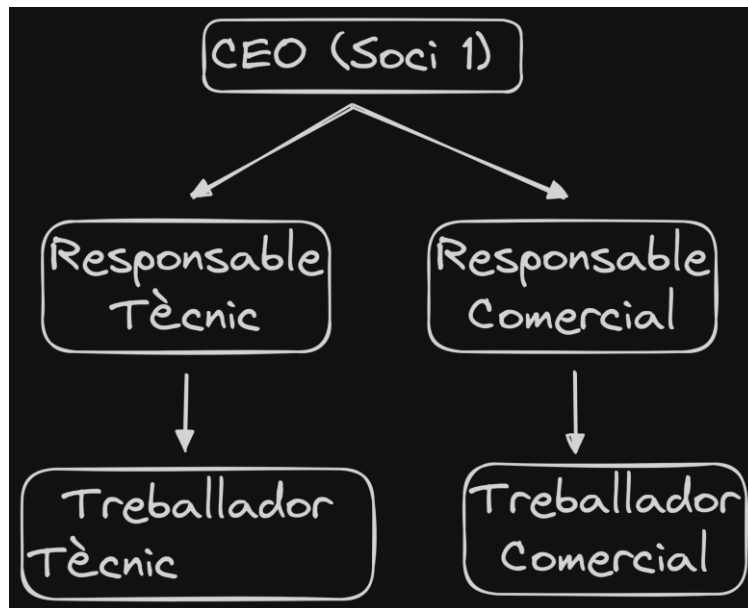 CEO (Soci 1)
Responsable
Tècnic
Responsable
Comercial
Treballador
Tècnic
Treballador
Comercial